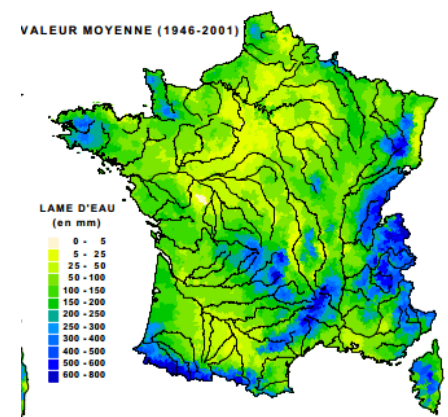 VALEUR MOYENNE (1946-2001)
LAME D'EAU
(en mm)
0 - 5
5 - 25
25 - 50
50 - 100
100 - 150
150 - 200
200 - 250
250 - 300
300 - 400
400 - 500
500 - 600
600 - 800